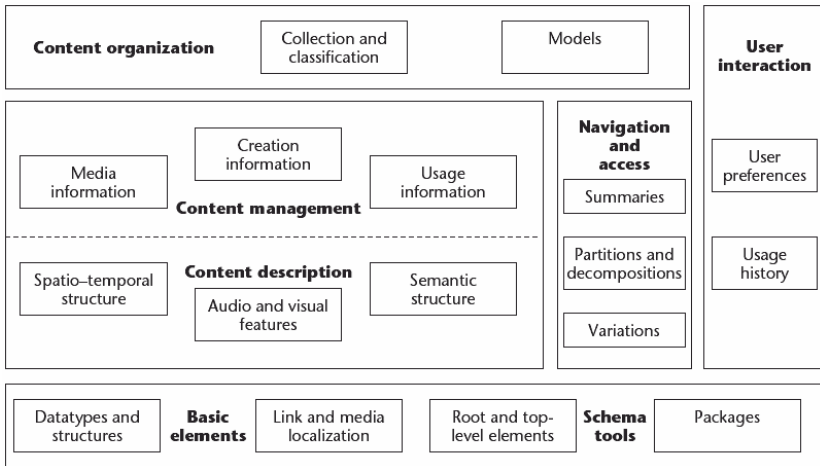 Content organization
Collection and
classification
Models
User
interaction
User
preferences
Usage
history
Media
information
Creation
information
Usage
information
Content management
Spatio–temporal
structure
Content description
Audio and visual
features
Semantic
structure
Navigation
and
access
Summaries
Partitions and
decompositions
Variations
Datatypes and
structures
Basic
elements
Link and media
localization
Root and top-
level elements
Schema
tools
Packages